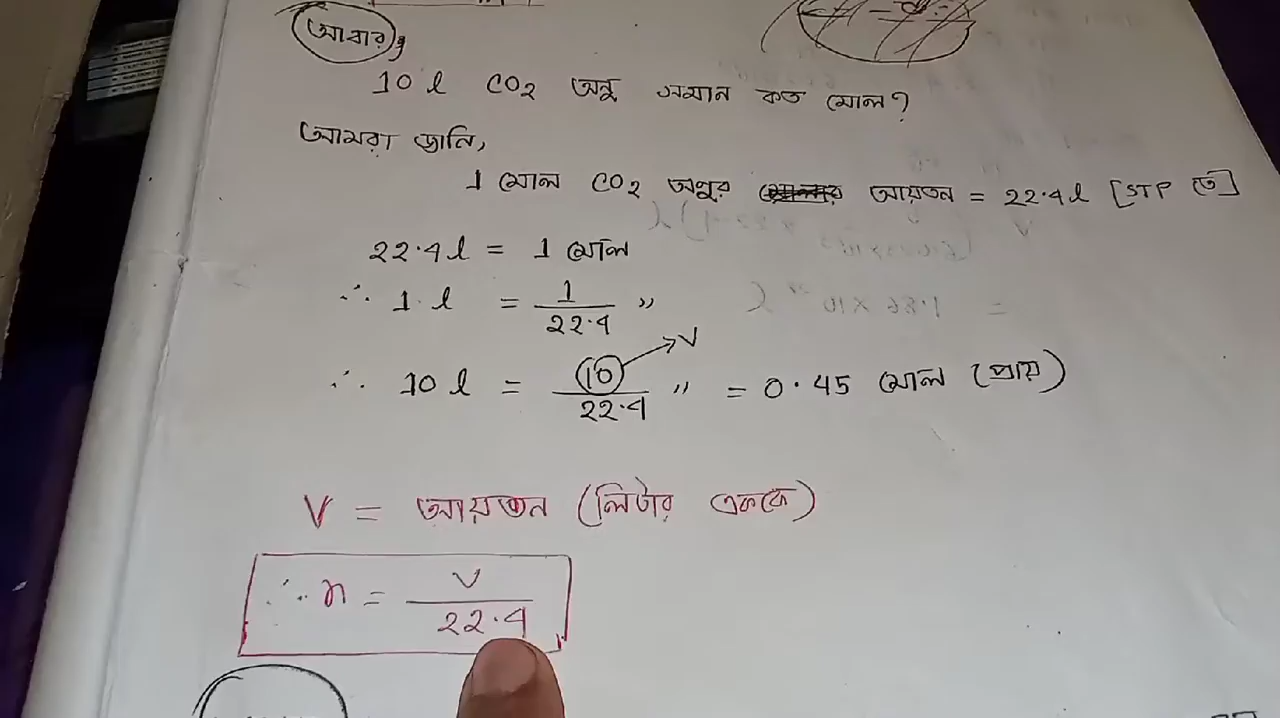 আবার,
10 l CO2 অনু সমান কত মোল?
আমরা জানি,
1 মোল CO2 অণুর আয়তন = 22.4 l [STP তে]
22.4 l = 1 মোল
∴ 1 l = 1/22.4 "
∴ 10 l = 10/22.4 " = 0.45 মোল (প্রায়)
V
V = আয়তন (লিটার এককে)
∴ n = V/22.4